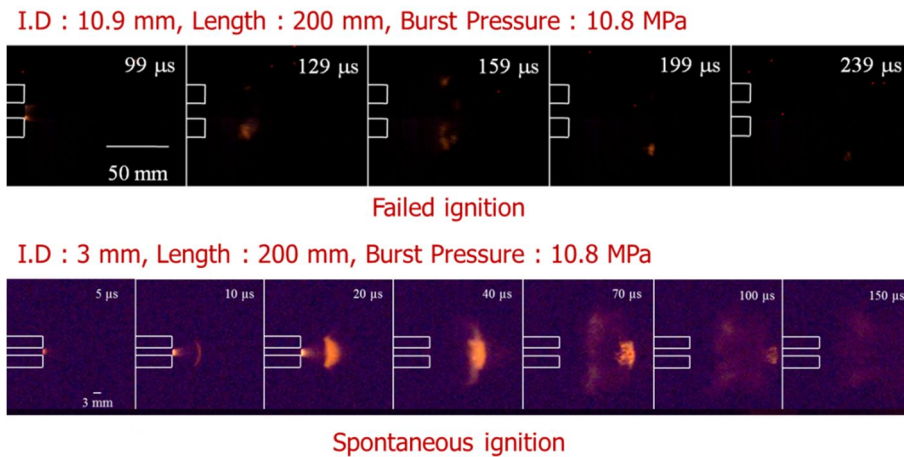 I.D : 10.9 mm, Length : 200 mm, Burst Pressure : 10.8 MPa
99 µs 129 µs 159 µs 199 µs 239 µs
50 mm
Failed ignition
I.D : 3 mm, Length : 200 mm, Burst Pressure : 10.8 MPa
5 µs 10 µs 20 µs 40 µs 70 µs 100 µs 150 µs
3 mm
Spontaneous ignition